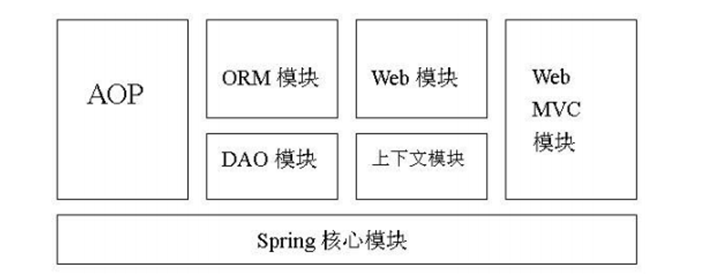 AOP
ORM 模块
Web 模块
Web
MVC
模块
DAO 模块
上下文模块
Spring 核心模块